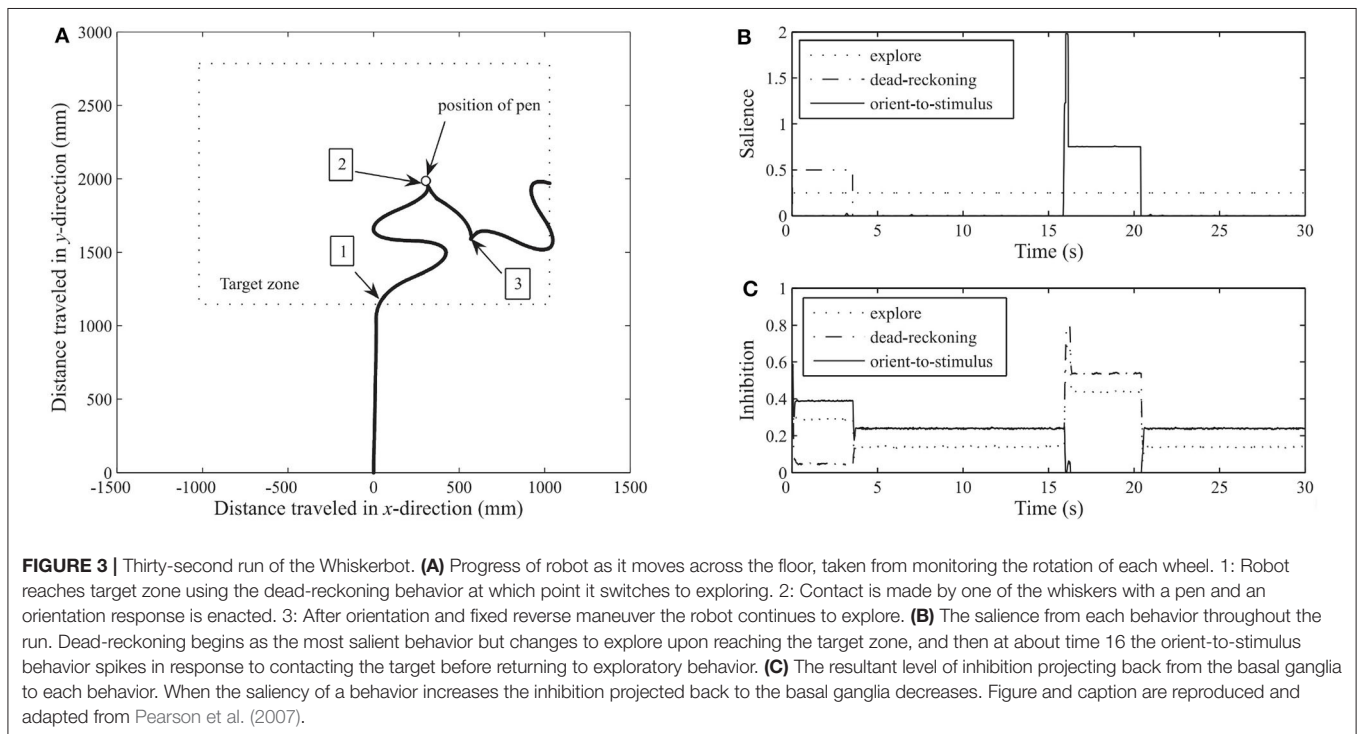 A
3000
2500
2000
1500
1000
500
0
Distance traveled in y-direction (mm)
position of pen
2
1
3
Target zone
-1500
-1000
-500
0
500
1000
1500
Distance traveled in x-direction (mm)
B
2
1.5
1
0.5
0
Salience
explore
dead-reckoning
orient-to-stimulus
0
5
10
15
20
25
30
Time (s)
C
1
0.8
0.6
0.4
0.2
0
Inhibition
explore
dead-reckoning
orient-to-stimulus
0
5
10
15
20
25
30
Time (s)
FIGURE 3 | Thirty-second run of the Whiskerbot. (A) Progress of robot as it moves across the floor, taken from monitoring the rotation of each wheel. 1: Robot
reaches target zone using the dead-reckoning behavior at which point it switches to exploring. 2: Contact is made by one of the whiskers with a pen and an
orientation response is enacted. 3: After orientation and fixed reverse maneuver the robot continues to explore. (B) The salience from each behavior throughout the
run. Dead-reckoning begins as the most salient behavior but changes to explore upon reaching the target zone, and then at about time 16 the orient-to-stimulus
behavior spikes in response to contacting the target before returning to exploratory behavior. (C) The resultant level of inhibition projecting back from the basal ganglia
to each behavior. When the saliency of a behavior increases the inhibition projected back to the basal ganglia decreases. Figure and caption are reproduced and
adapted from Pearson et al. (2007).